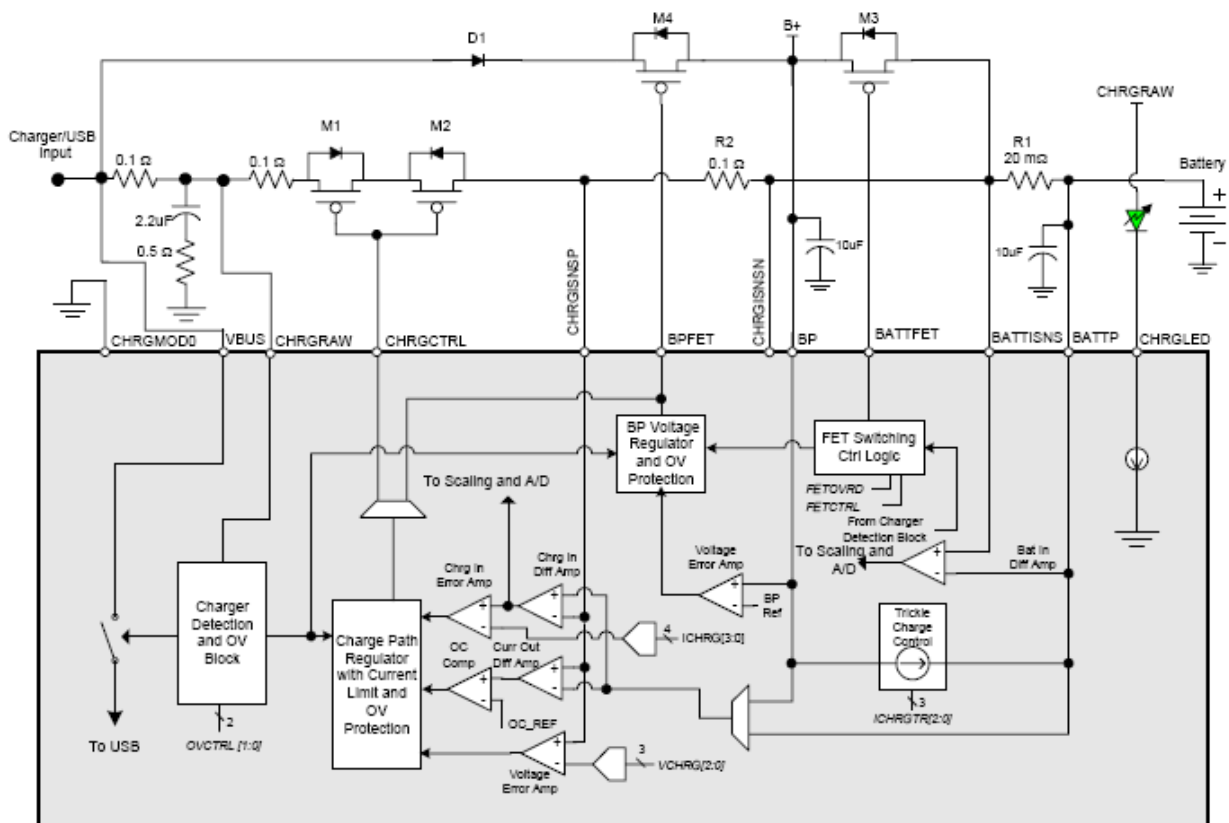 M4
B+
M3
D1
CHRGRAW
Charger/USB
Input
0.1 Ω
0.1 Ω
M1
M2
R2
0.1 Ω
R1
20 mΩ
Battery
+
−
2.2uF
0.5 Ω
10uF
10uF
CHRGISNSP
CHRGISNSN
CHRGMOD0
VBUS
CHRGRAW
CHRGCTRL
BPFET
BP
BATTFET
BATTISNS
BATTP
CHRGLED
BP Voltage
Regulator
and OV
Protection
FET Switching
Ctrl Logic
FETOVRD
FETCTRL
From Charger
Detection Block
To Scaling and A/D
To Scaling and
A/D
+
-
Bat In
Diff Amp
Charger
Detection
and OV
Block
Charge Path
Regulator
with Current
Limit and
OV
Protection
Chrg In
Error Amp
+
-
Chrg In
Diff Amp
+
-
Voltage
Error Amp
+
-
BP
Ref
Trickle
Charge
Control
4
ICHRG[3:0]
OC
Comp
+
-
Curr Out
Diff Amp
+
-
OC_REF
3
ICHRGTR[2:0]
2
OVCTRL [1:0]
To USB
+
-
Voltage
Error Amp
3
VCHRG[2:0]